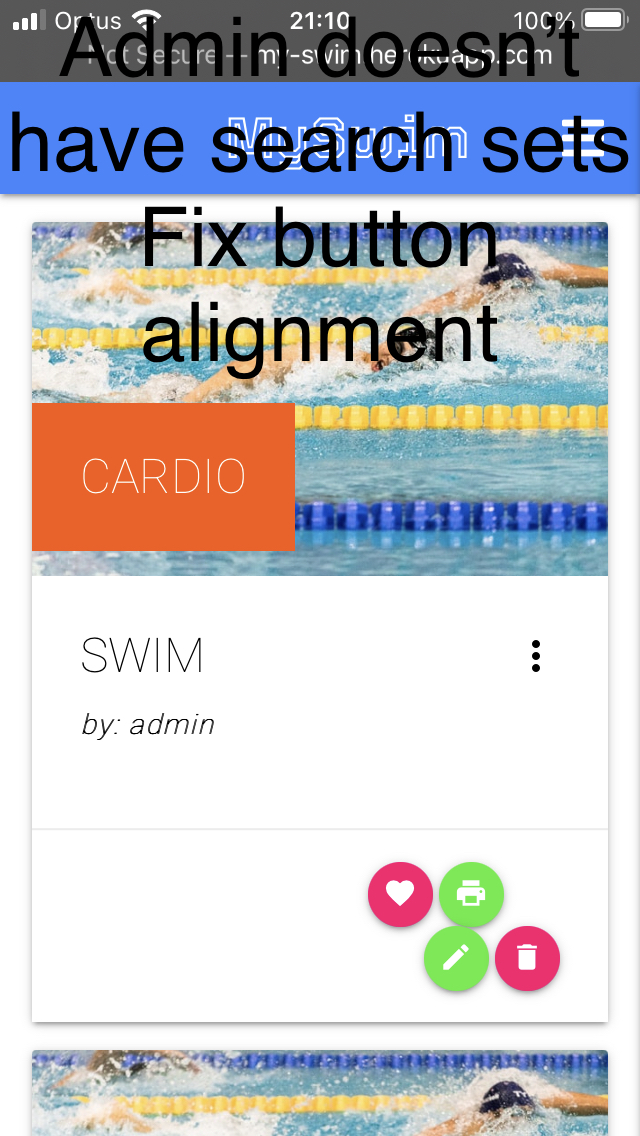 Optus 21:10 100%
Admin doesn't
Not Secure — my-swim.herokuapp.com
have search sets
MySwim
Fix button
alignment
CARDIO
SWIM
by: admin